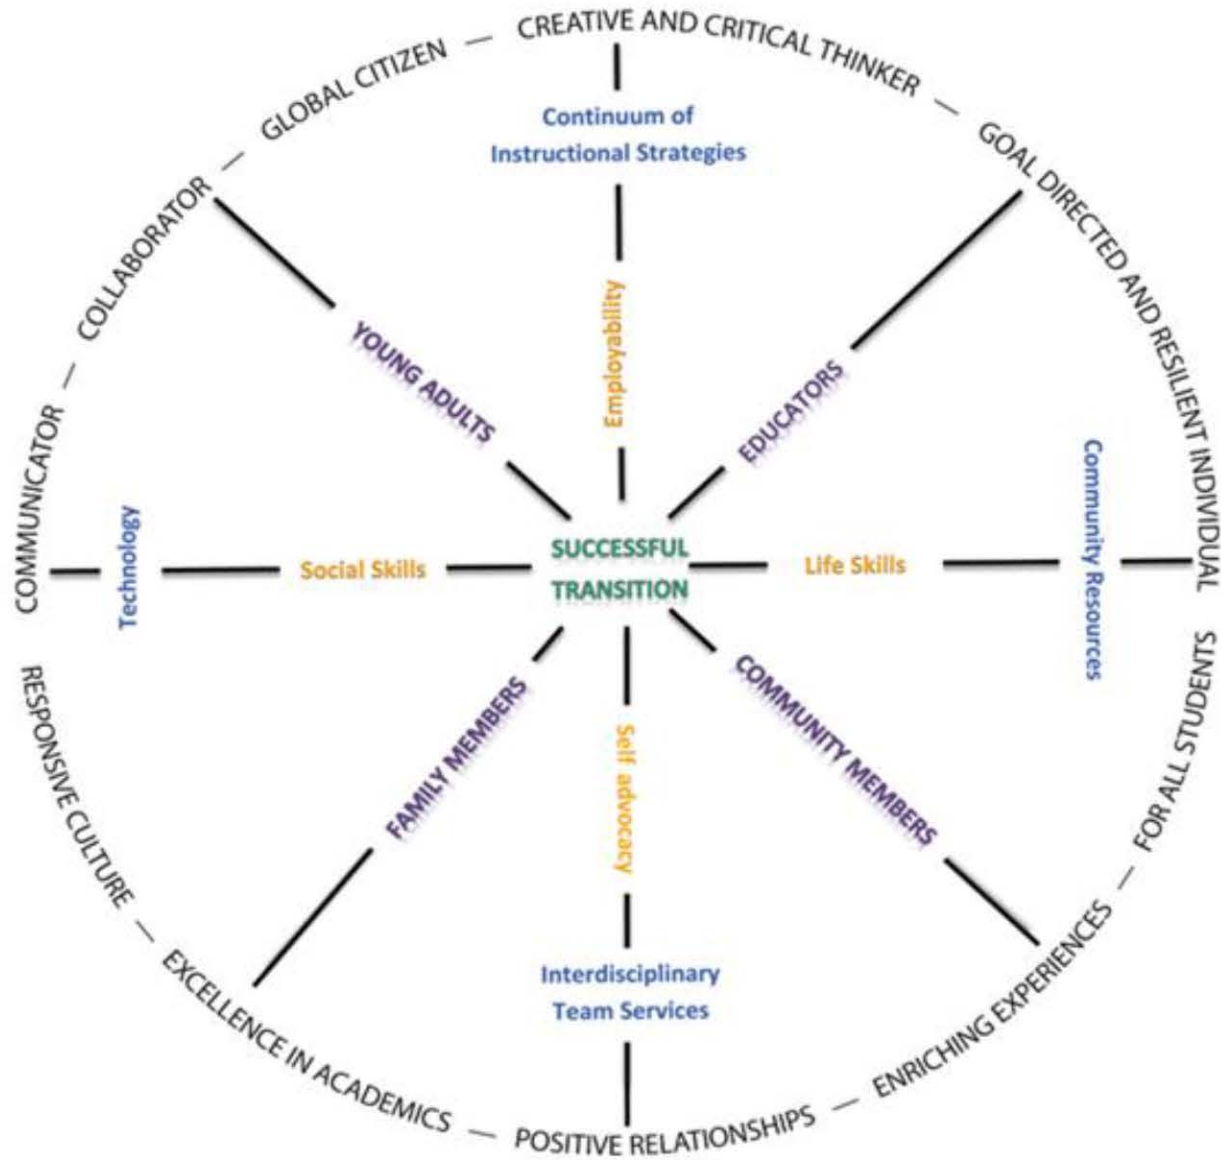 COMMUNICATOR — COLLABORATOR — GLOBAL CITIZEN — CREATIVE AND CRITICAL THINKER — GOAL DIRECTED AND RESILIENT INDIVIDUAL
Continuum of
Instructional Strategies
Employability
YOUNG ADULTS
EDUCATORS
Technology
Social Skills
SUCCESSFUL
TRANSITION
Life Skills
Community Resources
FAMILY MEMBERS
Self advocacy
COMMUNITY MEMBERS
Interdisciplinary
Team Services
RESPONSIVE CULTURE — EXCELLENCE IN ACADEMICS — POSITIVE RELATIONSHIPS — ENRICHING EXPERIENCES — FOR ALL STUDENTS